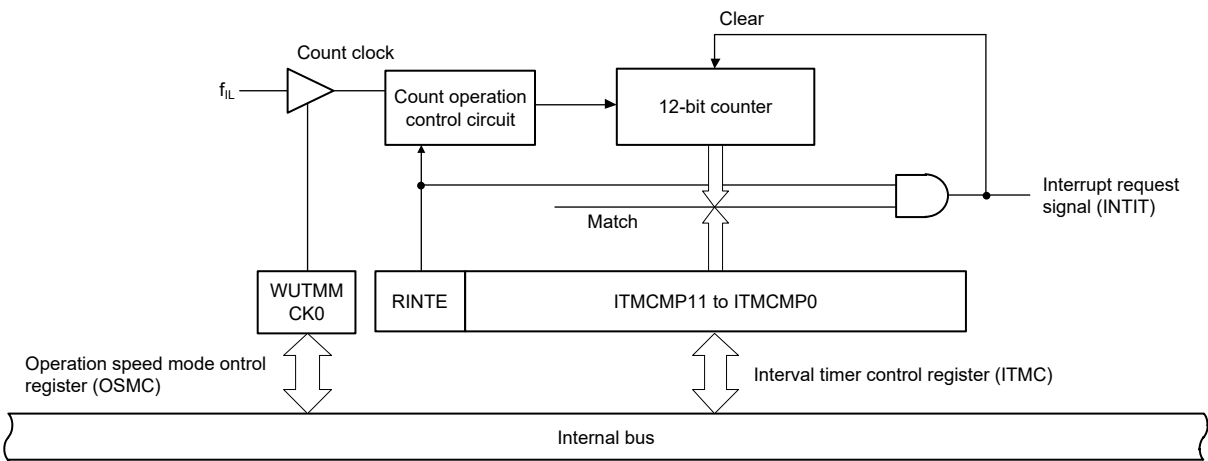 Clear
Count clock
fIL
Count operation
control circuit
12-bit counter
Interrupt request
signal (INTIT)
Match
WUTMM
CK0
RINTE
ITMCMP11 to ITMCMP0
Operation speed mode ontrol
register (OSMC)
Interval timer control register (ITMC)
Internal bus